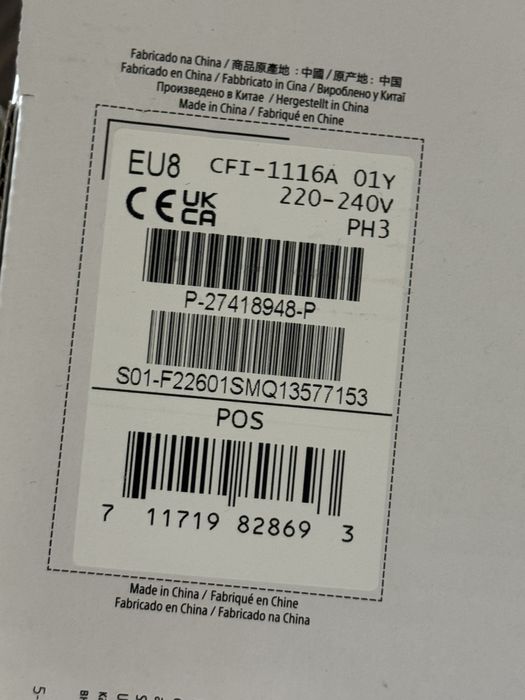 Fabricado na China / 商品原產地 : 中國 / 原产地 : 中国
Fabricado en China / Fabbricato in Cina / Вироблено у Китаї
Произведено в Китае / Hergestellt in China
Made in China / Fabriqué en Chine
EU8 CFI-1116A 01Y
CE UK CA 220-240V
PH3
P-27418948-P
S01-F22601SMQ13577153
POS
7 11719 82869 3
Made in China / Fabriqué en Chine
Fabricado en China / Fabricado na China